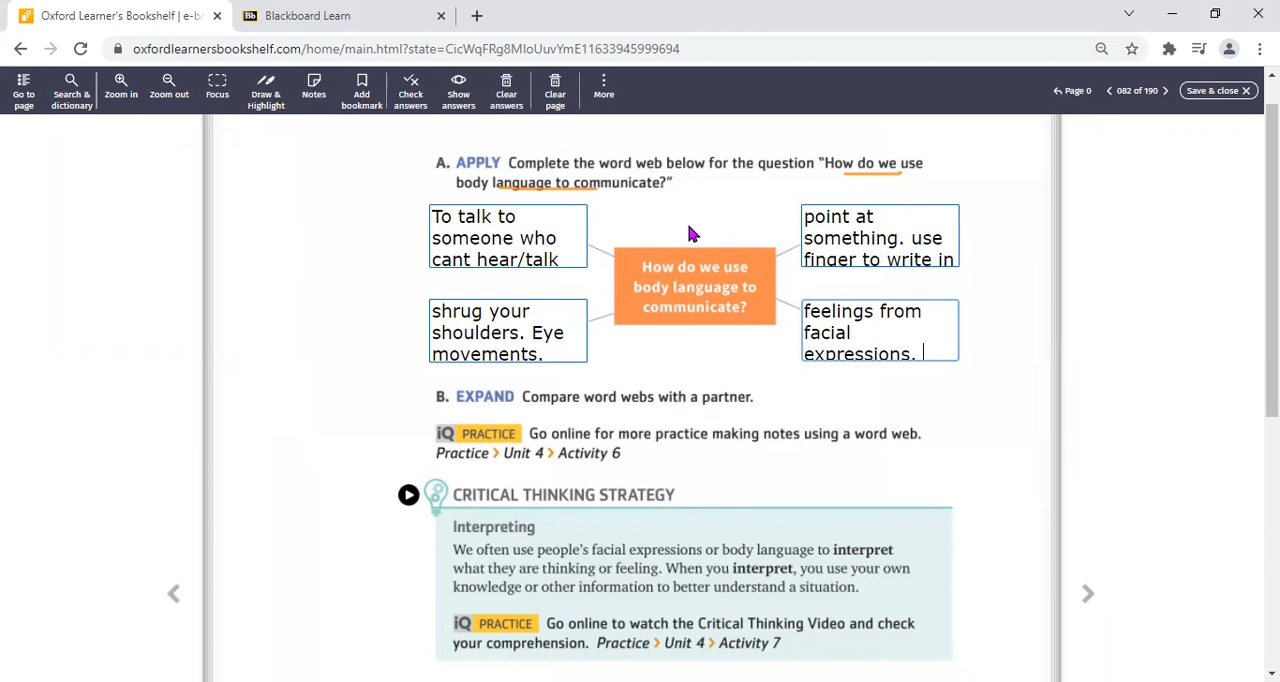 Oxford Learner's Bookshelf | e-bo
Blackboard Learn
oxfordlearnersbookshelf.com/home/main.html?state=CicWqFRg8MloUuvYmE11633945999694
Go to page
Search & dictionary
Zoom in
Zoom out
Focus
Draw & Highlight
Notes
Add bookmark
Check answers
Show answers
Clear answers
Clear page
More
Page 0
082 of 190
Save & close
A. APPLY Complete the word web below for the question “How do we use
body language to communicate?”
To talk to
someone who
cant hear/talk
point at
something. use
finger to write in
How do we use
body language to
communicate?
shrug your
shoulders. Eye
movements.
feelings from
facial
expressions.
B. EXPAND Compare word webs with a partner.
iQ PRACTICE Go online for more practice making notes using a word web.
Practice > Unit 4 > Activity 6
CRITICAL THINKING STRATEGY
Interpreting
We often use people’s facial expressions or body language to interpret
what they are thinking or feeling. When you interpret, you use your own
knowledge or other information to better understand a situation.
iQ PRACTICE Go online to watch the Critical Thinking Video and check
your comprehension. Practice > Unit 4 > Activity 7